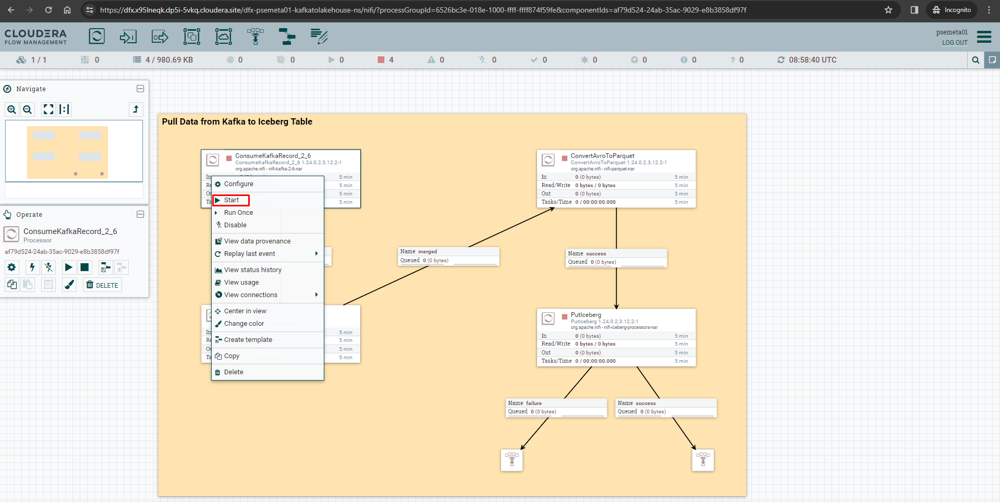 https://dfx.x95lneqk.dp5i-5vkq.cloudera.site/dfx-psemeta01-kafkatolakehouse-ns/nifi/?processGroupId=6526bc3e-018e-1000-ffff-ffff874f59fe&componentIds=af79d524-24ab-35ac-9029-e8b3858df97f
Incognito
CLOUDERA
FLOW MANAGEMENT
psemeta01
LOG OUT
1 / 1
0
4 / 980.69 KB
0
0
0
4
0
0
0
0
0
0
? 0
08:58:40 UTC
Navigate
Operate
ConsumeKafkaRecord_2_6
Processor
af79d524-24ab-35ac-9029-e8b3858df97f
DELETE
Pull Data from Kafka to Iceberg Table
ConsumeKafkaRecord_2_6
ConsumeKafkaRecord_2_6 1.24.0.2.3.12.2-1
org.apache.nifi - nifi-kafka-2-6-nar
5 min
5 min
5 min
5 min
Configure
Start
Run Once
Disable
View data provenance
Replay last event
View status history
View usage
View connections
Center in view
Change color
Create template
Copy
Delete
5 min
5 min
5 min
5 min
Name merged
Queued 0 (0 bytes)
ConvertAvroToParquet
ConvertAvroToParquet 1.24.0.2.3.12.2-1
org.apache.nifi - nifi-parquet-nar
In 0 (0 bytes) 5 min
Read/Write 0 bytes / 0 bytes 5 min
Out 0 (0 bytes) 5 min
Tasks/Time 0 / 00:00:00.000 5 min
Name success
Queued 0 (0 bytes)
PutIceberg
PutIceberg 1.24.0.2.3.12.2-1
org.apache.nifi - nifi-iceberg-processors-nar
In 0 (0 bytes) 5 min
Read/Write 0 bytes / 0 bytes 5 min
Out 0 (0 bytes) 5 min
Tasks/Time 0 / 00:00:00.000 5 min
Name failure
Queued 0 (0 bytes)
Name success
Queued 0 (0 bytes)